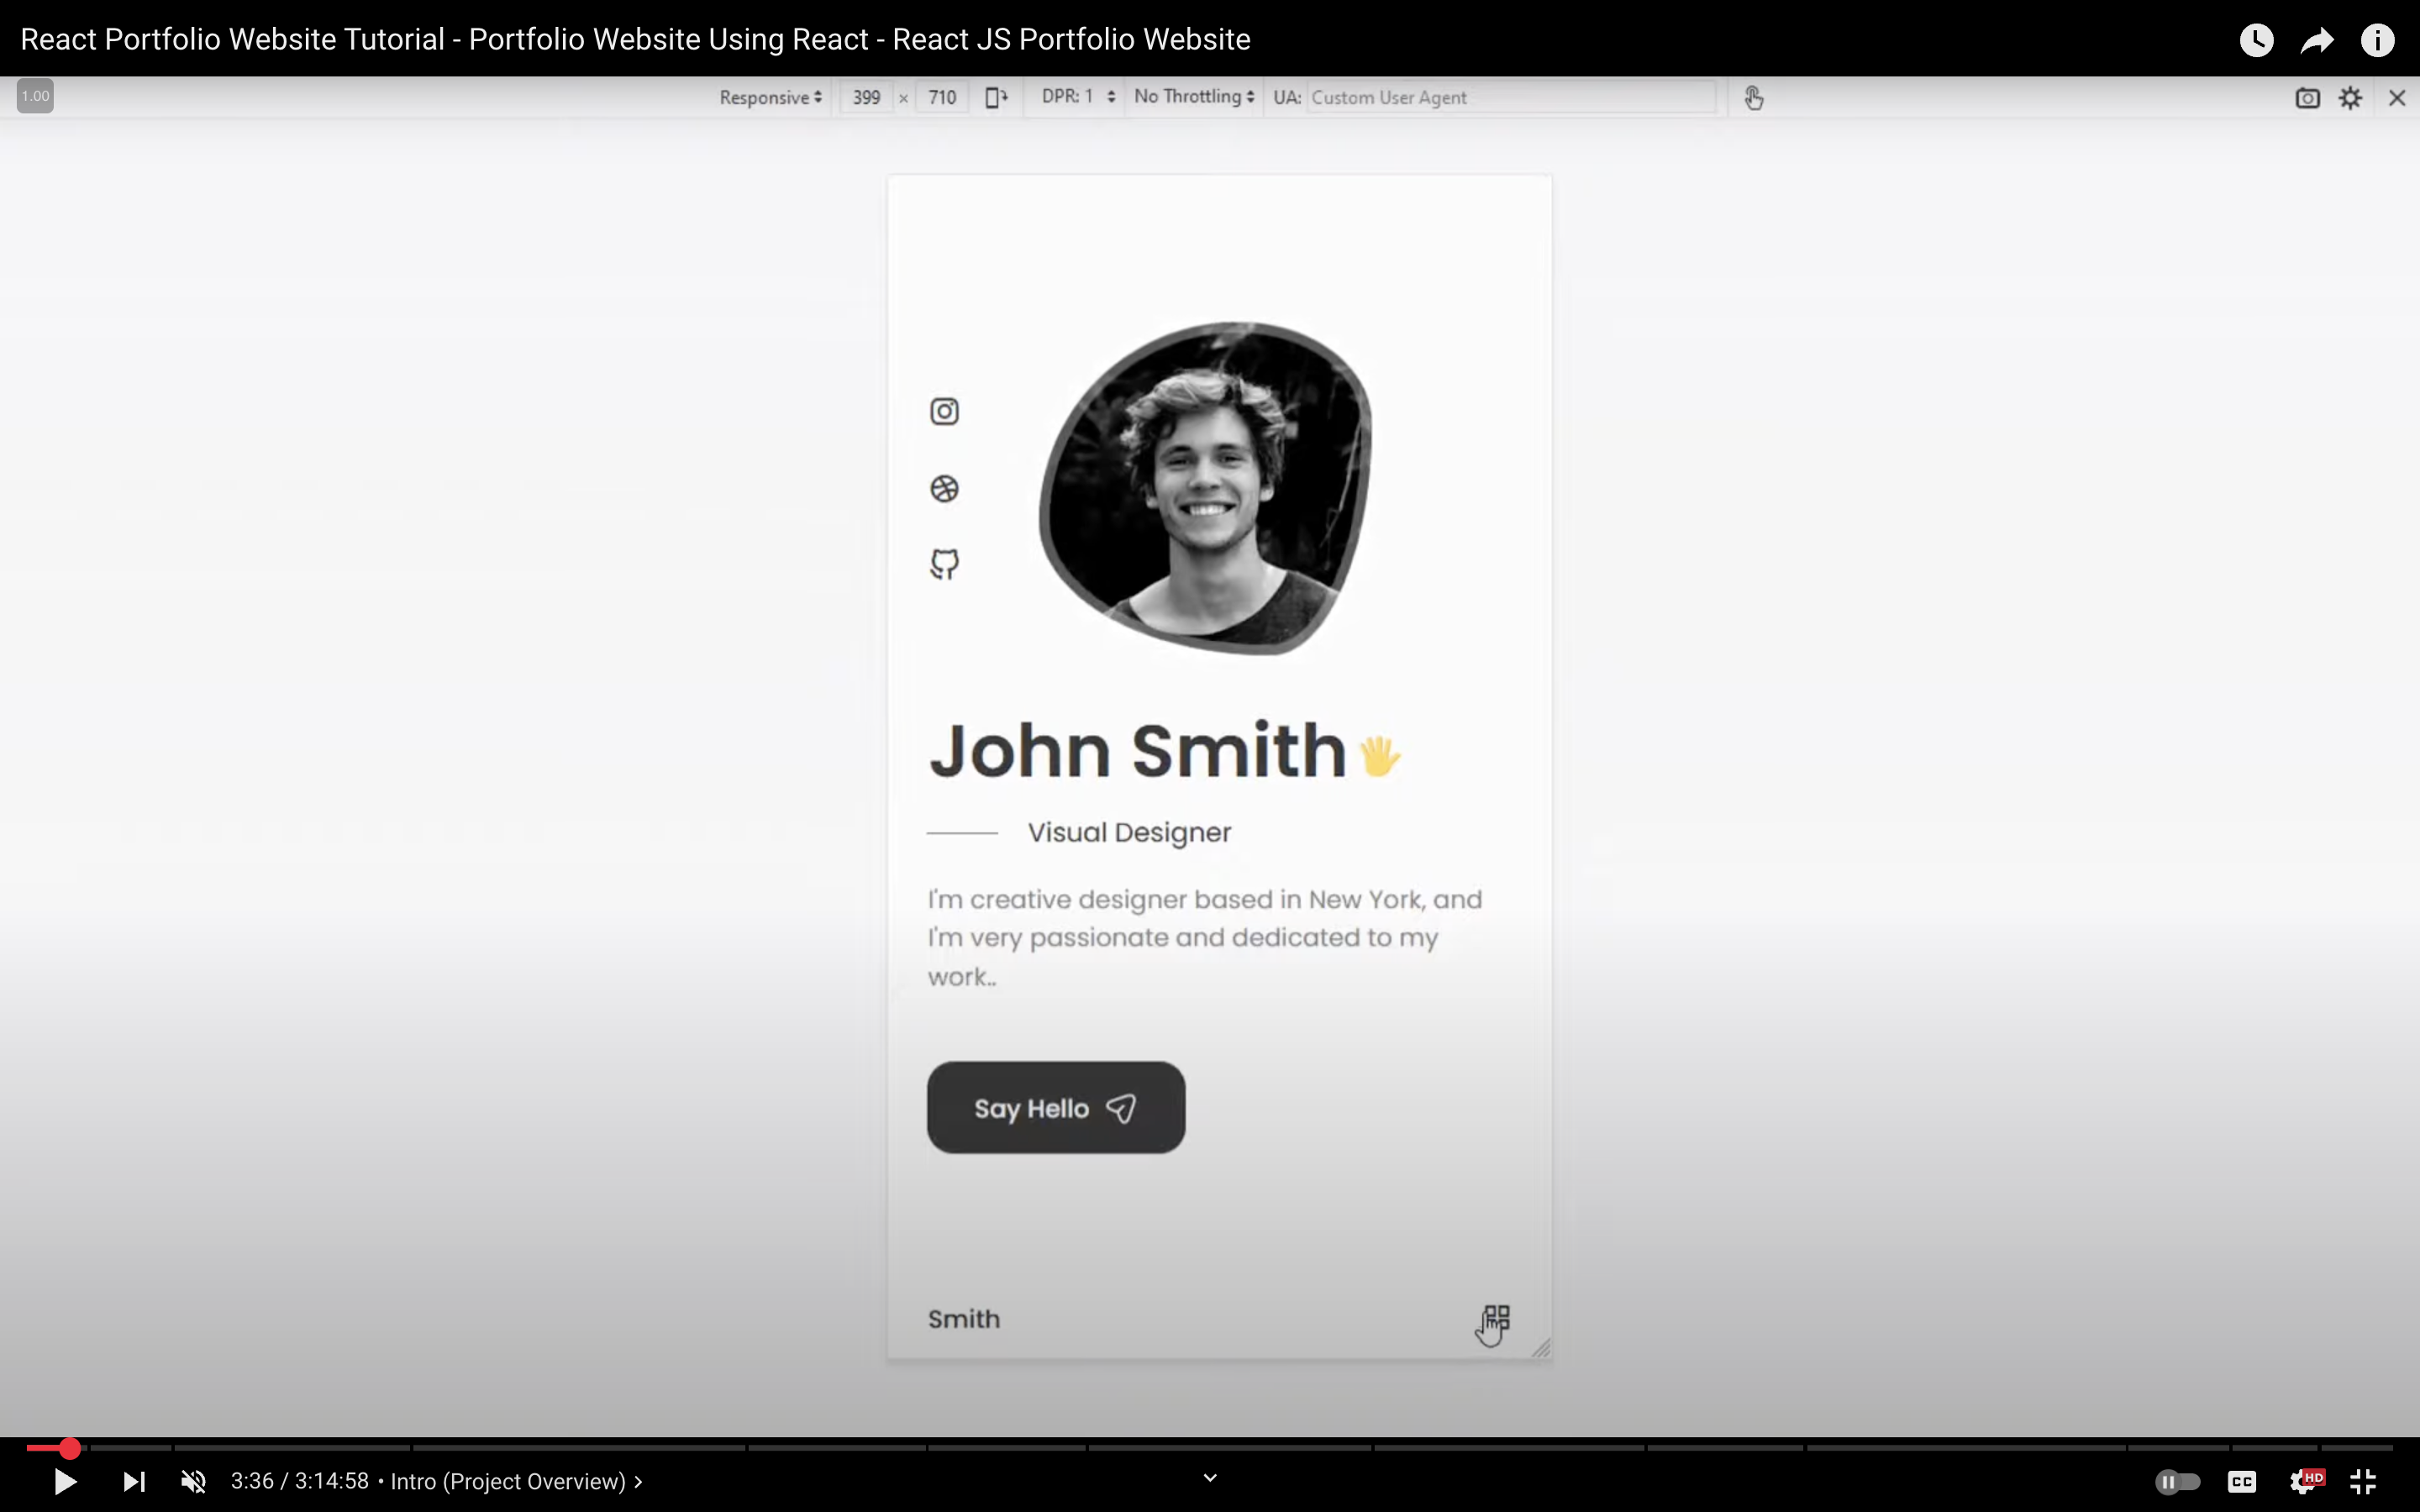 React Portfolio Website Tutorial - Portfolio Website Using React - React JS Portfolio Website
1.00
Responsive 399 × 710 DPR: 1 No Throttling UA: Custom User Agent
John Smith
Visual Designer
I'm creative designer based in New York, and
I'm very passionate and dedicated to my
work..
Say Hello
Smith
3:36 / 3:14:58 • Intro (Project Overview)
CC
HD